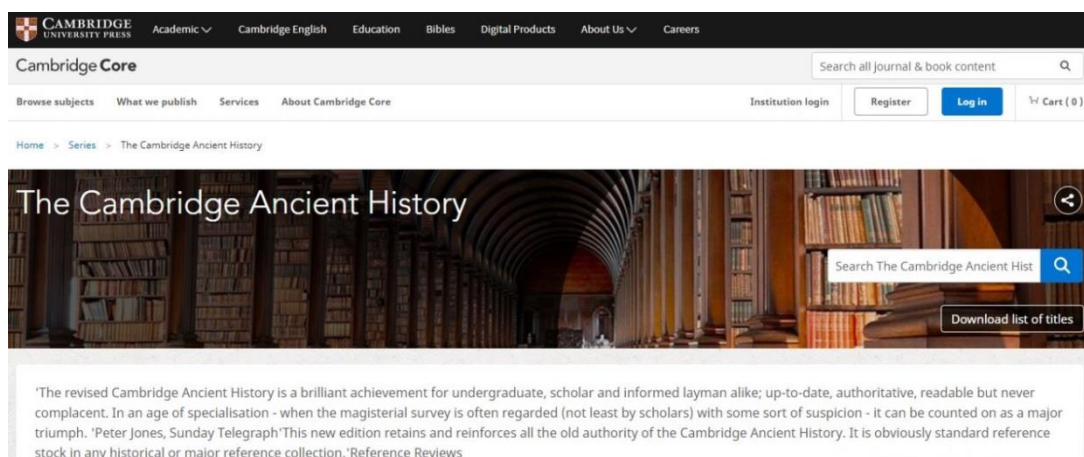 CAMBRIDGE
UNIVERSITY PRESS
Academic Cambridge English Education Bibles Digital Products About Us Careers
Cambridge Core
Search all journal & book content
Browse subjects What we publish Services About Cambridge Core Institution login Register Log in Cart ( 0 )
Home > Series > The Cambridge Ancient History
The Cambridge Ancient History
Search The Cambridge Ancient Hist
Download list of titles
'The revised Cambridge Ancient History is a brilliant achievement for undergraduate, scholar and informed layman alike; up-to-date, authoritative, readable but never
complacent. In an age of specialisation - when the magisterial survey is often regarded (not least by scholars) with some sort of suspicion - it can be counted on as a major
triumph. 'Peter Jones, Sunday Telegraph'This new edition retains and reinforces all the old authority of the Cambridge Ancient History. It is obviously standard reference
stock in any historical or major reference collection.'Reference Reviews